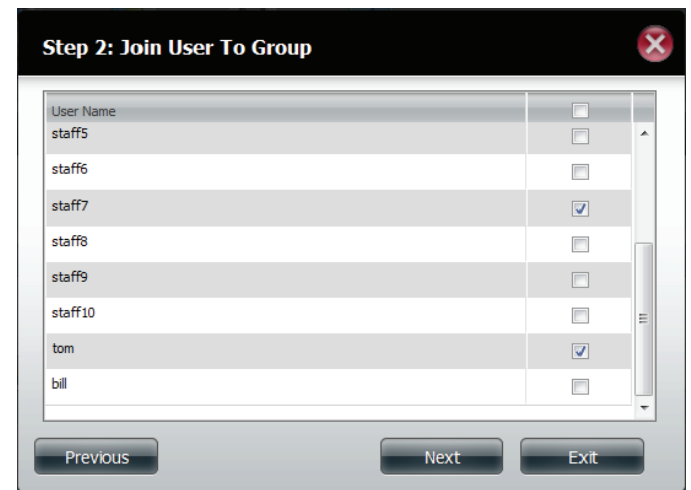 Step 2: Join User To Group
User Name
staff5
staff6
staff7
staff8
staff9
staff10
tom
bill
Previous Next Exit